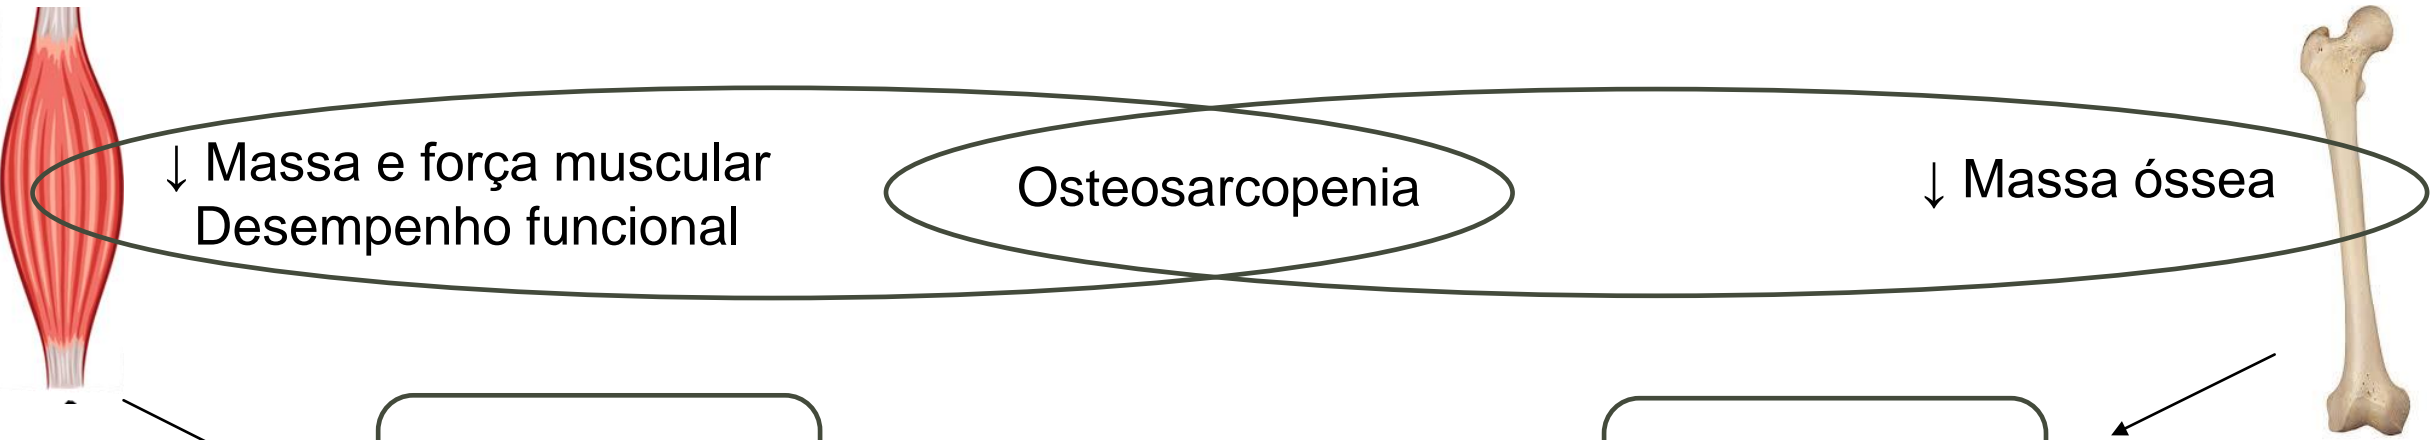 ↓ Massa e força muscular
Desempenho funcional
Osteosarcopenia
↓ Massa óssea